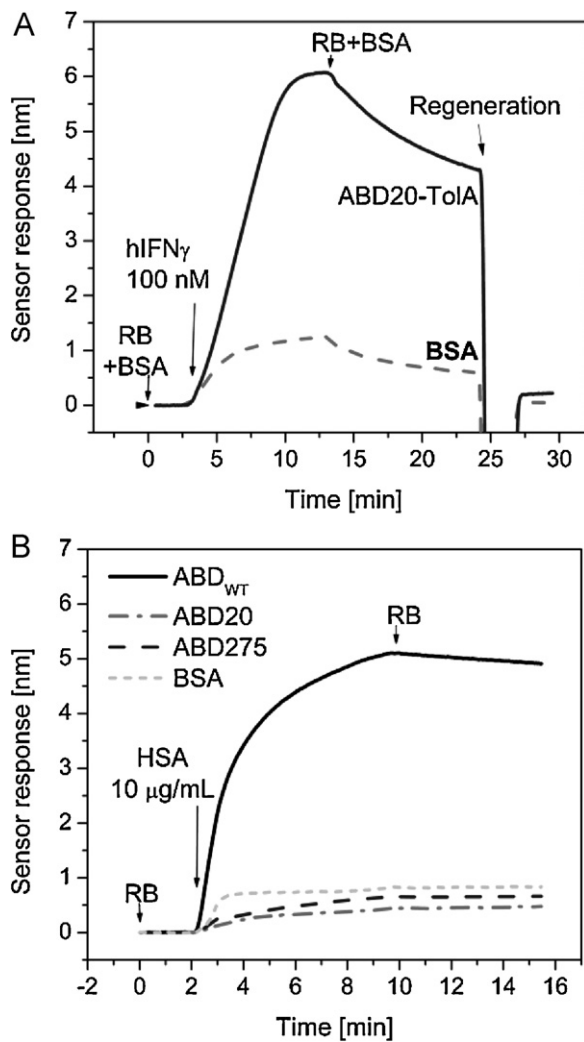 A
7
6
5
4
3
2
1
0
Sensor response [nm]
RB+BSA
Regeneration
ABD20-TolA
hIFNγ
100 nM
RB
+BSA
BSA
0 5 10 15 20 25 30
Time [min]
B
7
6
5
4
3
2
1
0
Sensor response [nm]
ABD_WT
ABD20
ABD275
BSA
RB
HSA
10 μg/mL
RB
-2 0 2 4 6 8 10 12 14 16
Time [min]